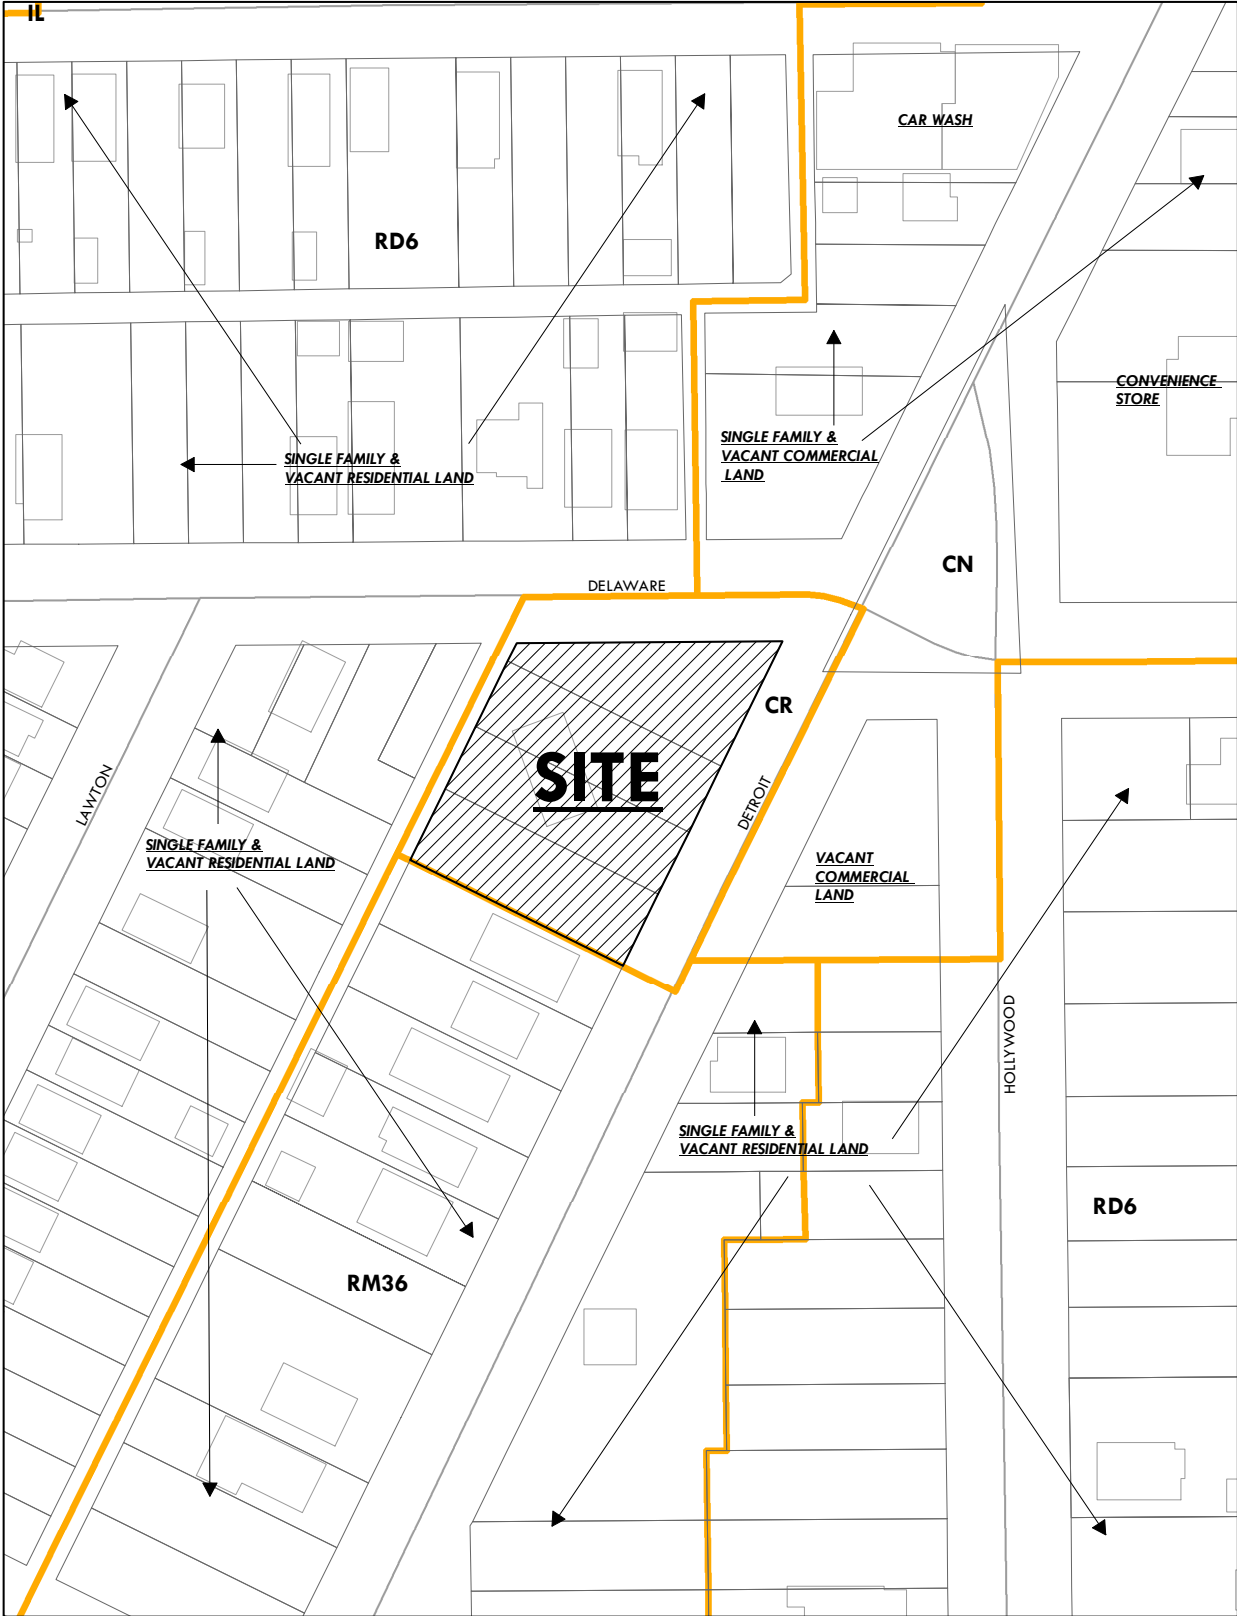 IL
CAR WASH
RD6
CONVENIENCE
STORE
SINGLE FAMILY &
VACANT COMMERCIAL
LAND
SINGLE FAMILY &
VACANT RESIDENTIAL LAND
CN
DELAWARE
CR
SITE
LAWTON
DETROIT
SINGLE FAMILY &
VACANT RESIDENTIAL LAND
VACANT
COMMERCIAL
LAND
HOLLYWOOD
SINGLE FAMILY &
VACANT RESIDENTIAL LAND
RD6
RM36